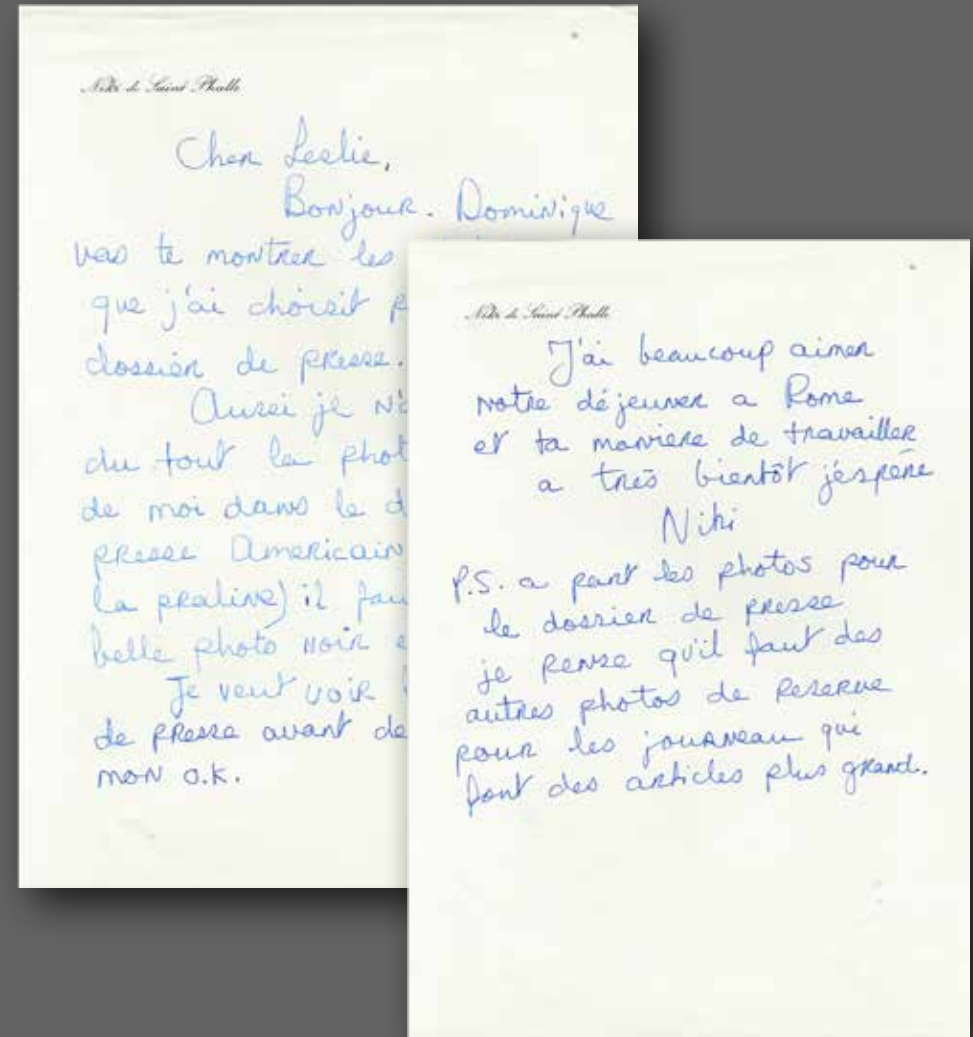 Niki de Saint Phalle
Cher Leslie,
Bonjour. Dominique
vas te montrer les
que j'ai choisit p
dossier de presse.
Aussi je n'a
du tout la phot
de moi dans le d
presse Americain
la praline) il fau
belle photo noir e
Je veut voir
de presse avant de
mon o.k.
Niki de Saint Phalle
J'ai beaucoup aimer
notre déjeuner a Rome
et ta maniere de travailler
a très bientôt j'éspère
Niki
P.S. a part les photos pour
le dossier de presse
je pense qu'il faut des
autres photos de reserve
pour les journeau qui
font des articles plus grand.